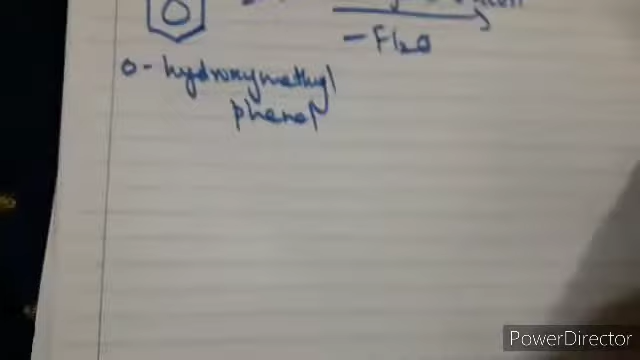 - H₂O
o - hydroxymethyl
phenol
PowerDirector